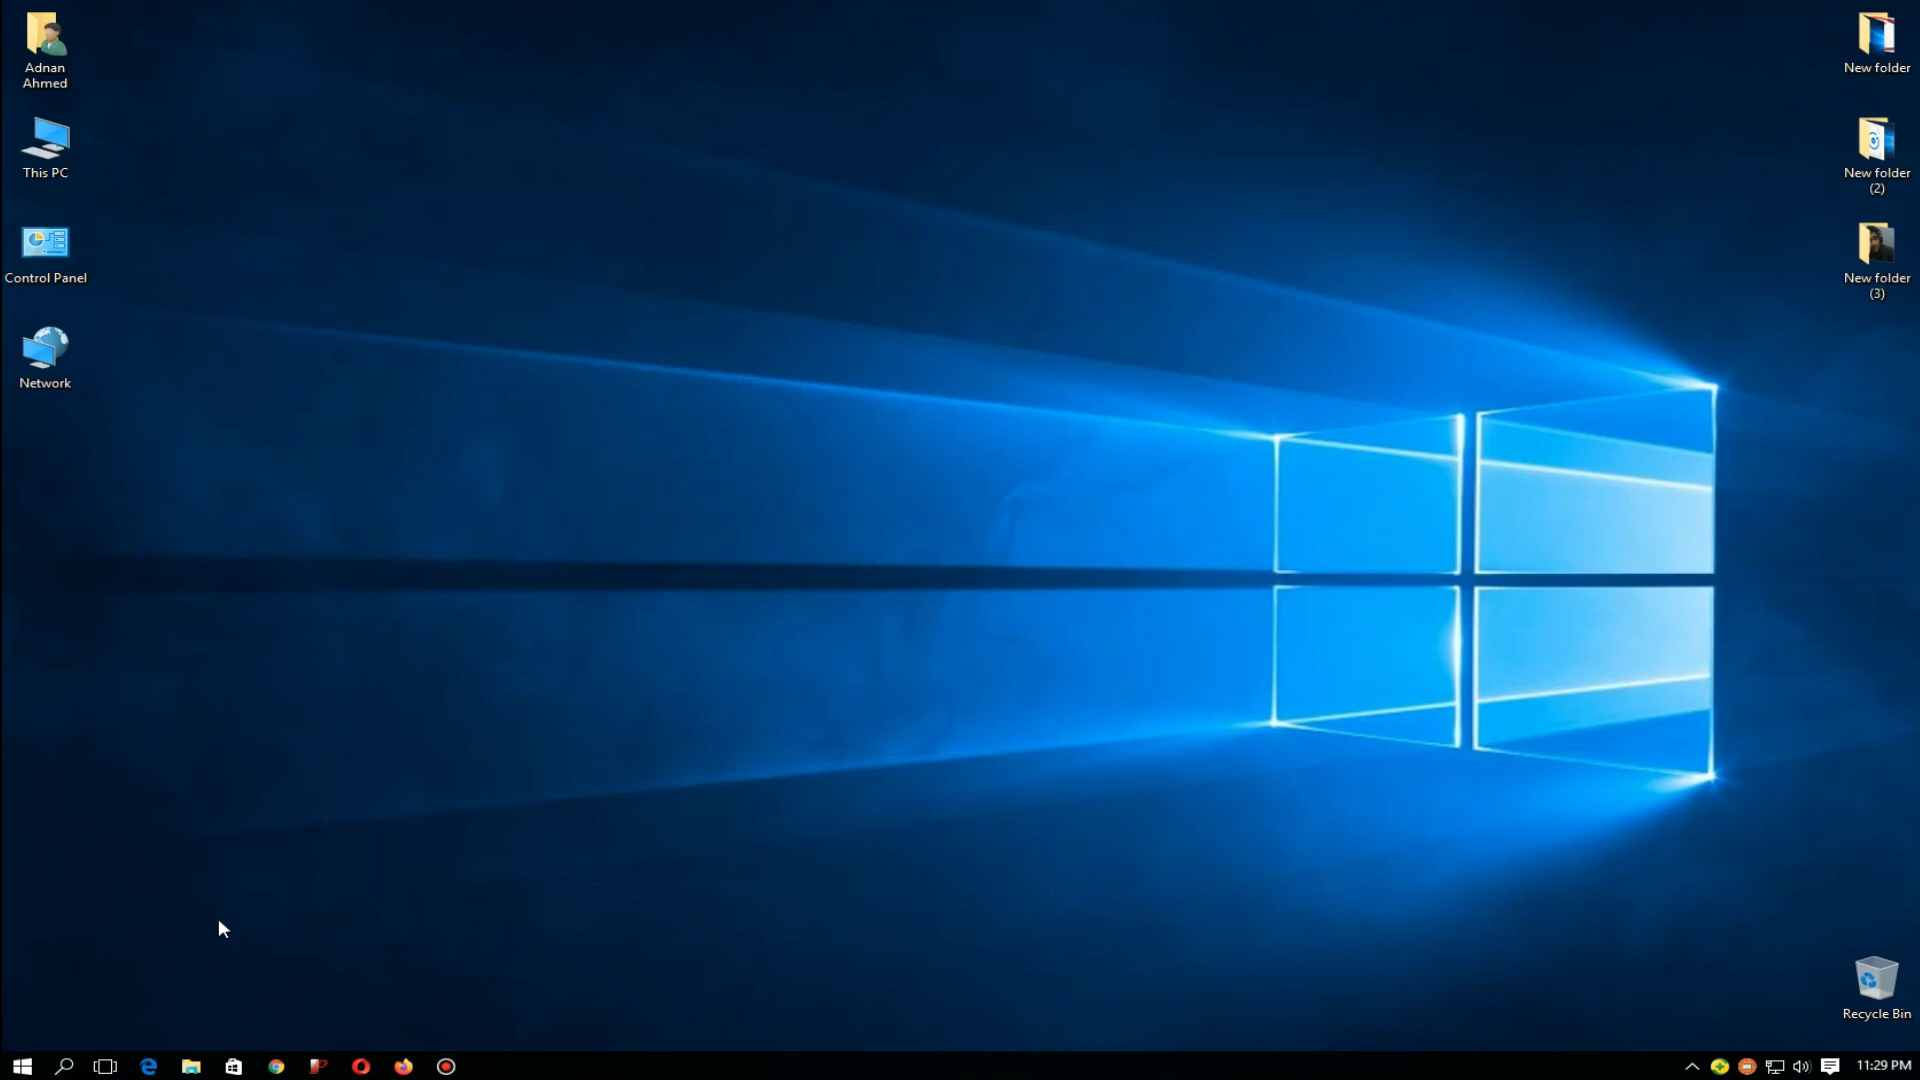 Adnan
Ahmed
This PC
Control Panel
Network
New folder
New folder
(2)
New folder
(3)
Recycle Bin
11:29 PM